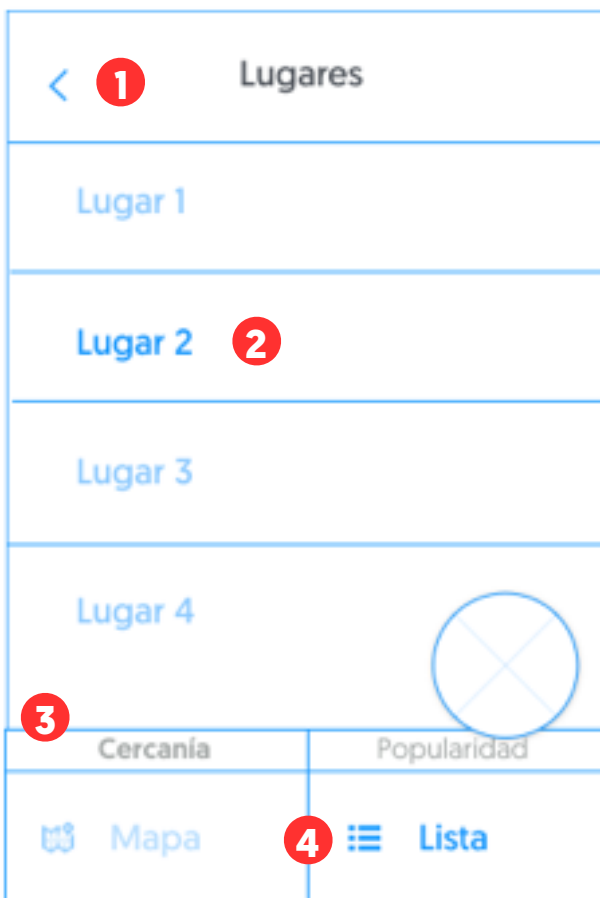 1 Lugares
Lugar 1
Lugar 2 2
Lugar 3
Lugar 4
3
Cercanía Popularidad
Mapa 4 Lista